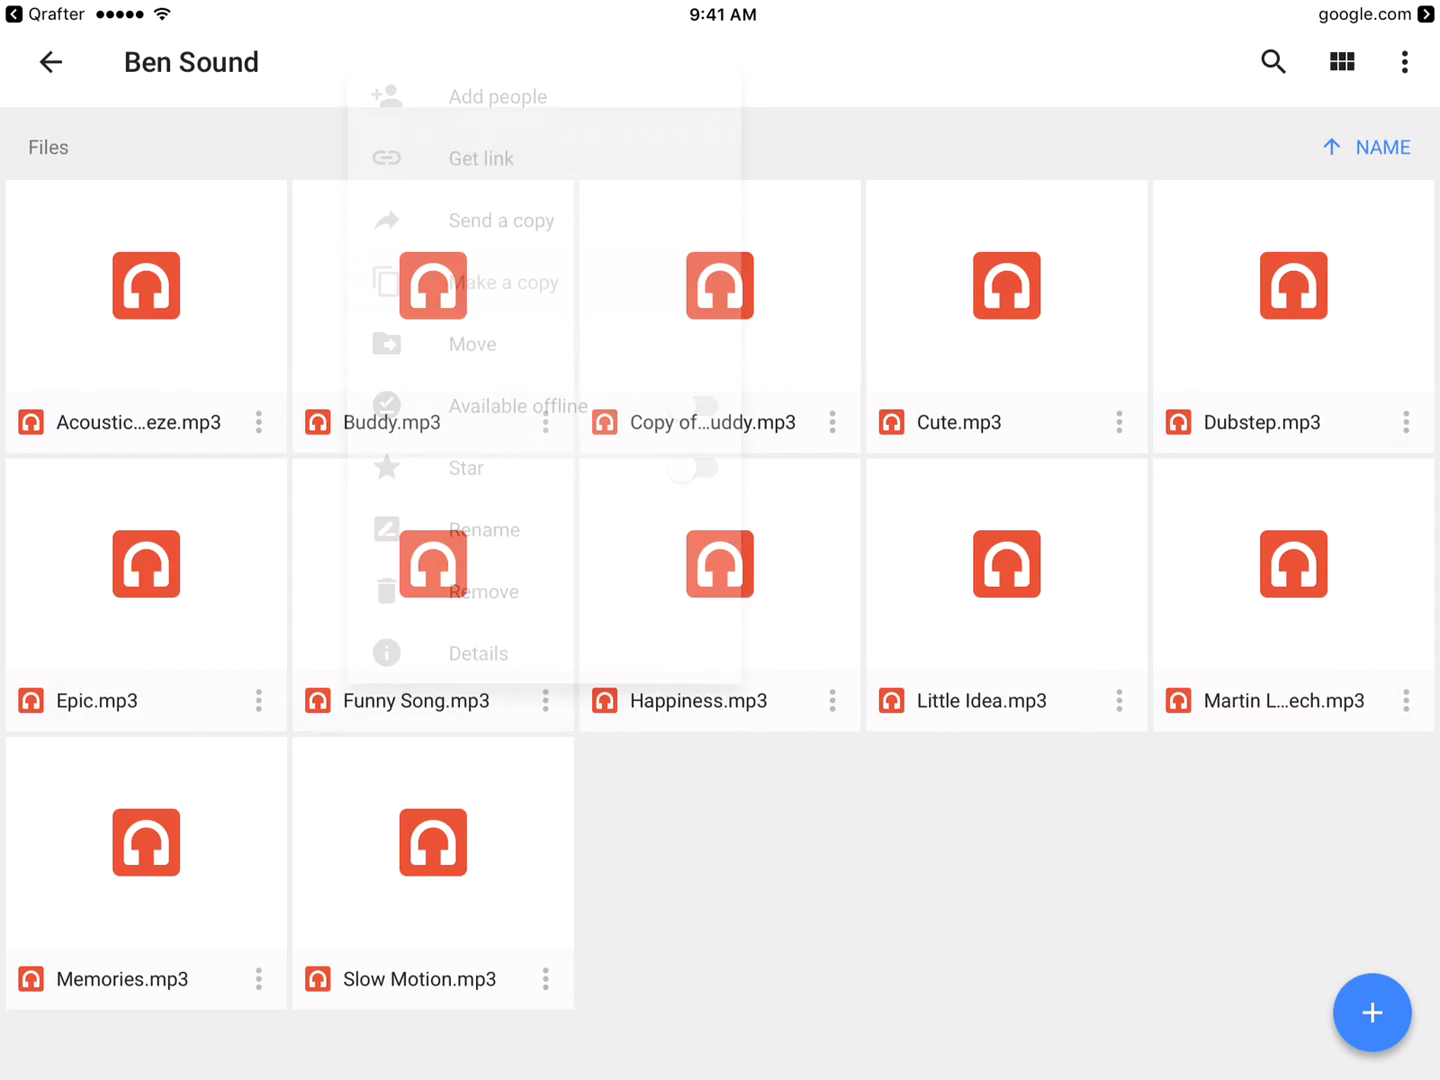 Qrafter
9:41 AM
google.com
Ben Sound
Add people
Files
NAME
Get link
Send a copy
Make a copy
Move
Available offline
Acoustic...eze.mp3
Buddy.mp3
Copy of...uddy.mp3
Cute.mp3
Dubstep.mp3
Star
Rename
Remove
Details
Epic.mp3
Funny Song.mp3
Happiness.mp3
Little Idea.mp3
Martin L...ech.mp3
Memories.mp3
Slow Motion.mp3